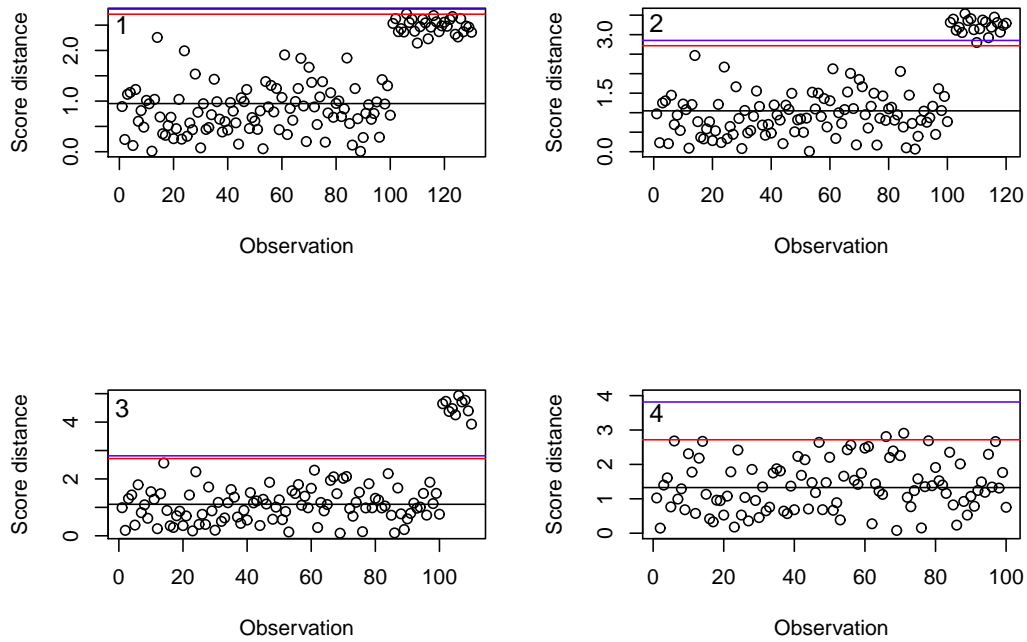 1
Score distance
0.0 1.0 2.0
0 20 40 60 80 100 120
Observation
2
Score distance
0.0 1.5 3.0
0 20 40 60 80 100 120
Observation
3
Score distance
0 2 4
0 20 40 60 80 100
Observation
4
Score distance
0 1 2 3 4
0 20 40 60 80 100
Observation